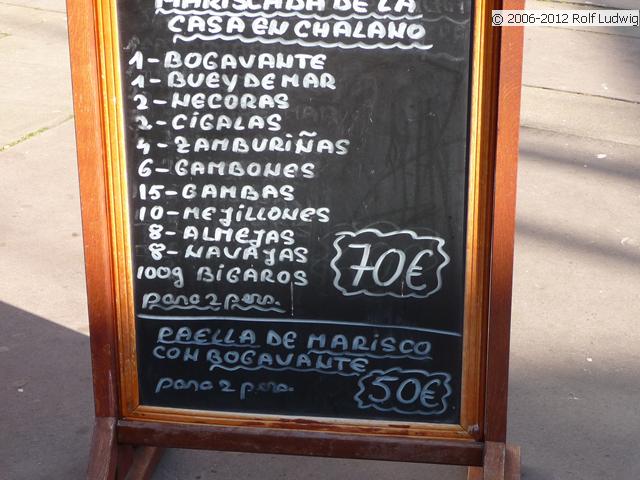 © 2006-2012 Rolf Ludwig
MARISCADA DE LA
CASA EN CHALANO
1-BOGAVANTE
1-BUEY DE MAR
2-NECORAS
2-CIGALAS
4-ZAMBURIÑAS
6-GAMBONES
15-GAMBAS
10-MEJILLONES
8-ALMEJAS
8-NAVAJAS
100g BIGAROS
70€
para 2 pers.
PAELLA DE MARISCO
CON BOGAVANTE
para 2 pers.
50€